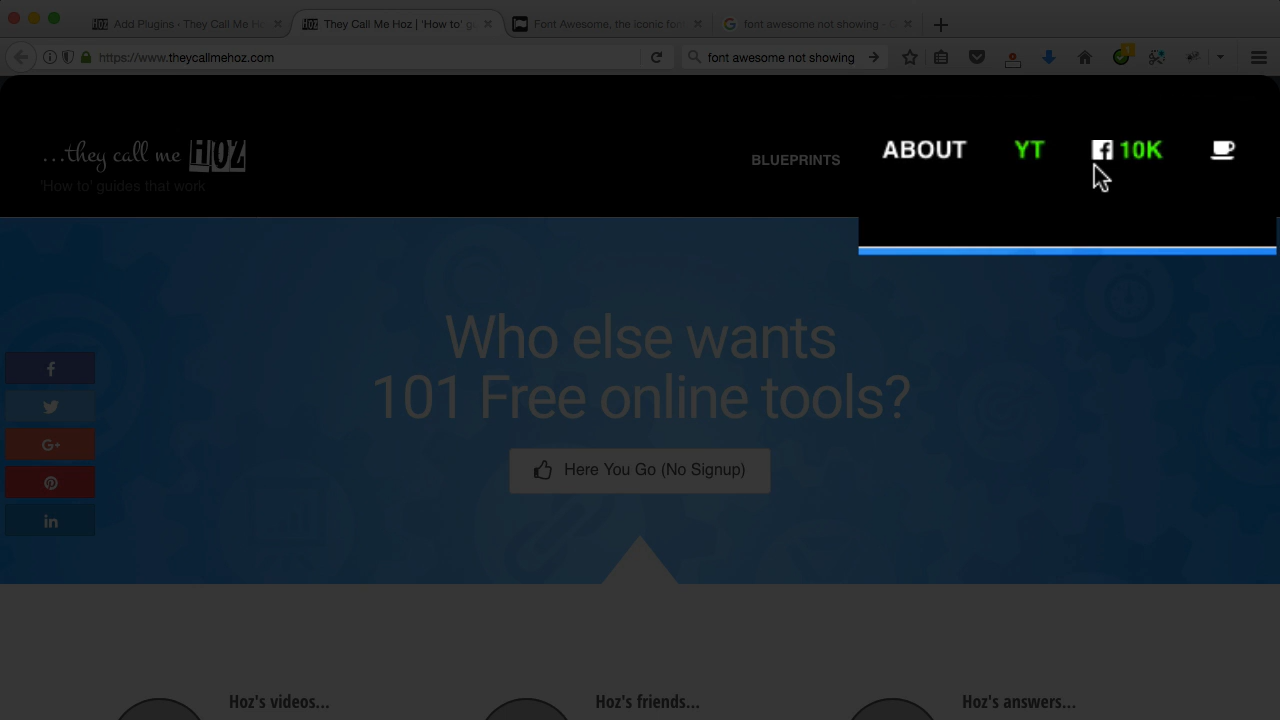 Add Plugins · They Call Me H
They Call Me Hoz | 'How to' g
Font Awesome, the iconic fon
font awesome not showing -
https://www.theycallmehoz.com
font awesome not showing
1
...they call me HOZ
'How to' guides that work
BLUEPRINTS
ABOUT
YT
10K
Who else wants
101 Free online tools?
Here You Go (No Signup)
G+
in
Hoz's videos...
Hoz's friends...
Hoz's answers...